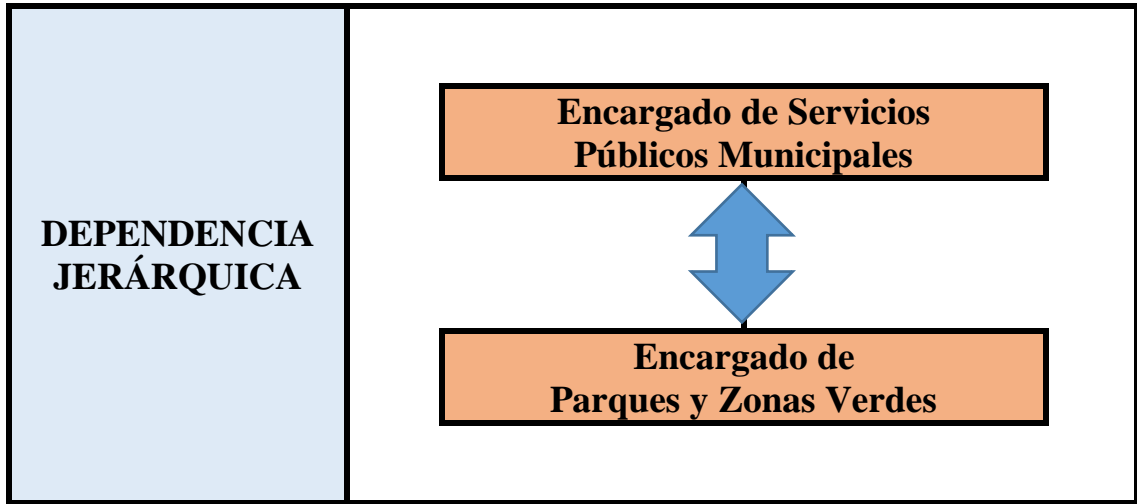 DEPENDENCIA
JERÁRQUICA
Encargado de Servicios
Públicos Municipales
Encargado de
Parques y Zonas Verdes